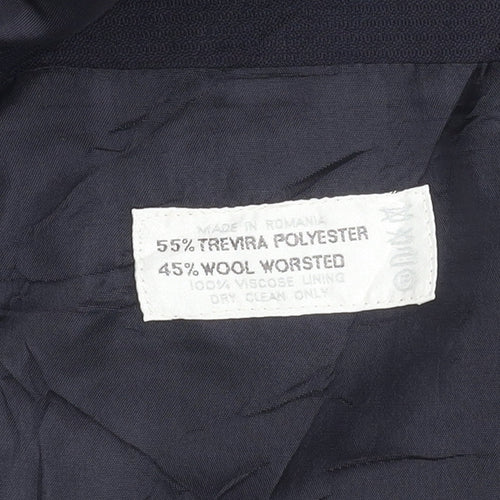 MADE IN ROMANIA
55% TREVIRA POLYESTER
45% WOOL WORSTED
100% VISCOSE LINING
DRY CLEAN ONLY